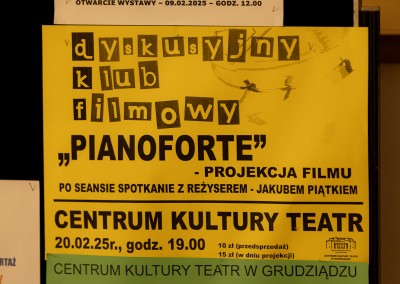 OTWARCIE WYSTAWY – 09.02.2025 – GODZ. 12.00
dyskusyjny
klub
filmowy
„PIANOFORTE”
- PROJEKCJA FILMU
PO SEANSIE SPOTKANIE Z REŻYSEREM - JAKUBEM PIĄTKIEM
CENTRUM KULTURY TEATR
20.02.25r., godz. 19.00
10 zł (przedsprzedaż)
15 zł (w dniu projekcji)
CENTRUM KULTURY TEATR W GRUDZIĄDZU